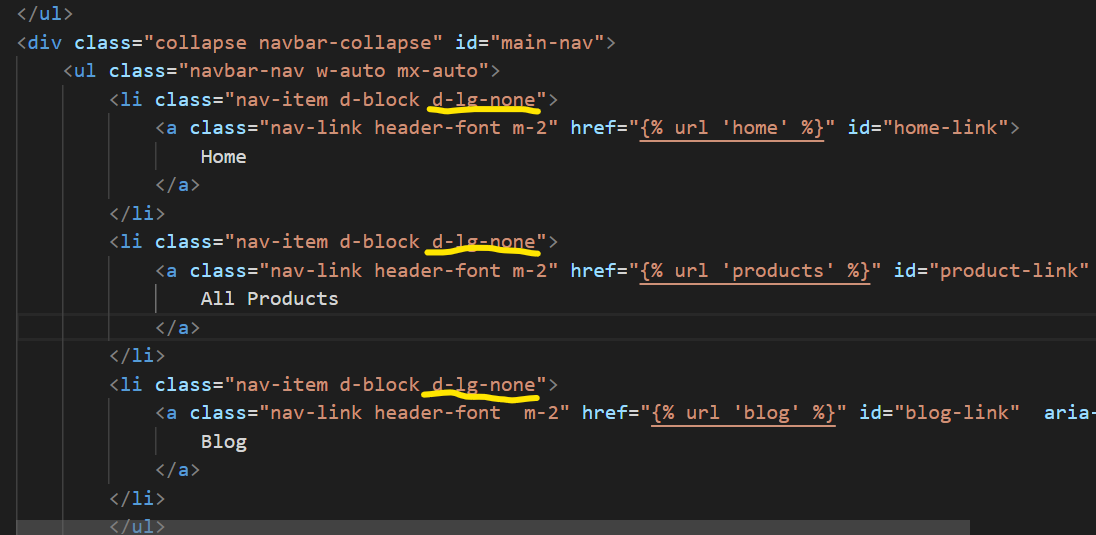 </ul>
<div class="collapse navbar-collapse" id="main-nav">
<ul class="navbar-nav w-auto mx-auto">
<li class="nav-item d-block d-lg-none">
<a class="nav-link header-font m-2" href="{% url 'home' %}" id="home-link">
Home
</a>
</li>
<li class="nav-item d-block d-lg-none">
<a class="nav-link header-font m-2" href="{% url 'products' %}" id="product-link"
All Products
</a>
</li>
<li class="nav-item d-block d-lg-none">
<a class="nav-link header-font  m-2" href="{% url 'blog' %}" id="blog-link"  aria-
Blog
</a>
</li>
</ul>